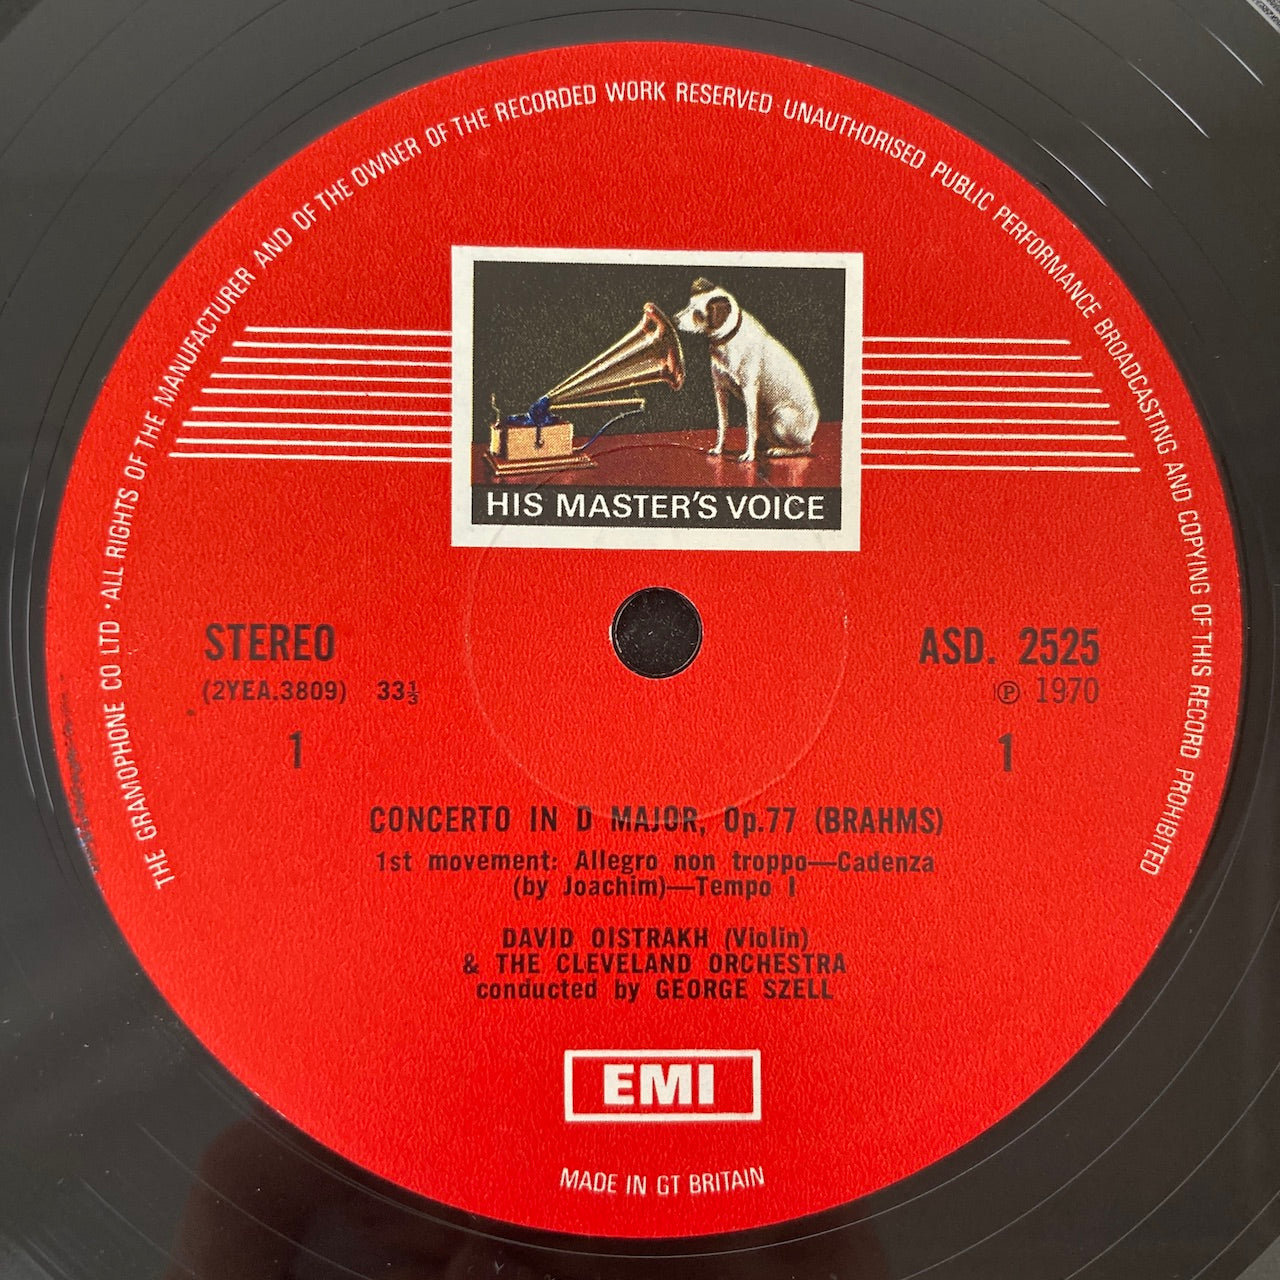 THE GRAMOPHONE CO LTD · ALL RIGHTS OF THE MANUFACTURER AND OF THE OWNER OF THE RECORDED WORK RESERVED UNAUTHORISED PUBLIC PERFORMANCE BROADCASTING AND COPYING OF THIS RECORD PROHIBITED
HIS MASTER'S VOICE
STEREO
ASD. 2525
(2YEA.3809) 33⅓
℗ 1970
1
1
CONCERTO IN D MAJOR, Op.77 (BRAHMS)
1st movement: Allegro non troppo—Cadenza
(by Joachim)—Tempo I
DAVID OISTRAKH (Violin)
& THE CLEVELAND ORCHESTRA
conducted by GEORGE SZELL
EMI
MADE IN GT BRITAIN